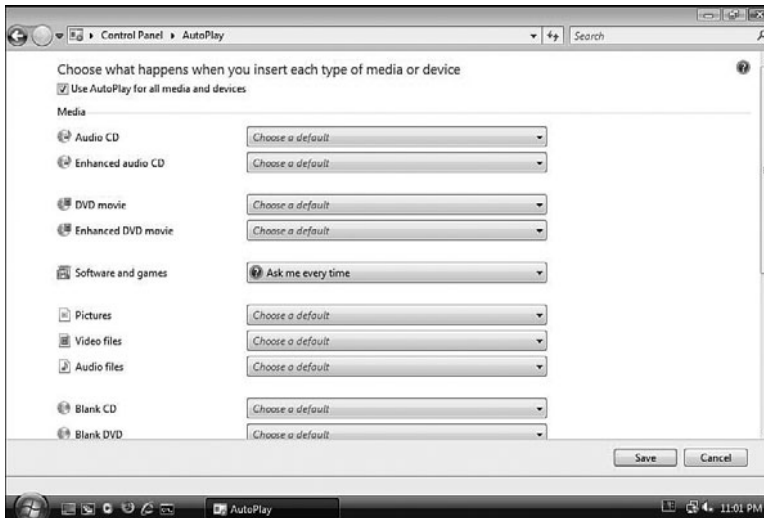 Control Panel AutoPlay Search
Choose what happens when you insert each type of media or device
Use AutoPlay for all media and devices
Media
Audio CD Choose a default
Enhanced audio CD Choose a default
DVD movie Choose a default
Enhanced DVD movie Choose a default
Software and games Ask me every time
Pictures Choose a default
Video files Choose a default
Audio files Choose a default
Blank CD Choose a default
Blank DVD Choose a default
Save Cancel
AutoPlay 11:01 PM